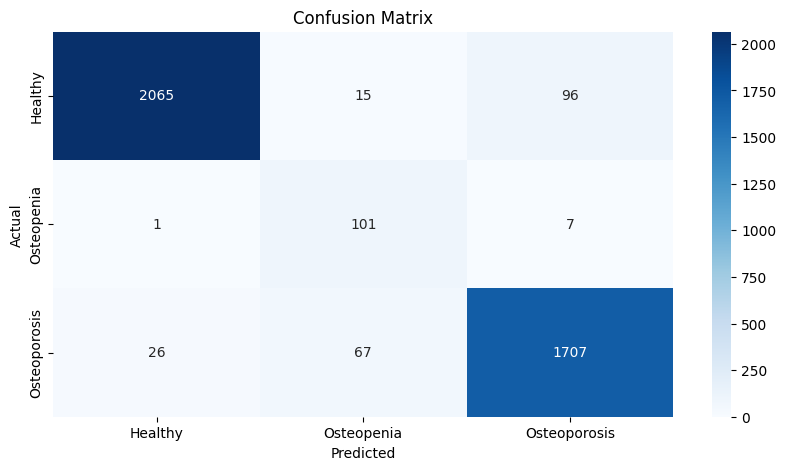 Confusion Matrix
Actual
Healthy
Osteopenia
Osteoporosis
2065 15 96
1 101 7
26 67 1707
Healthy Osteopenia Osteoporosis
Predicted
2000
1750
1500
1250
1000
750
500
250
0